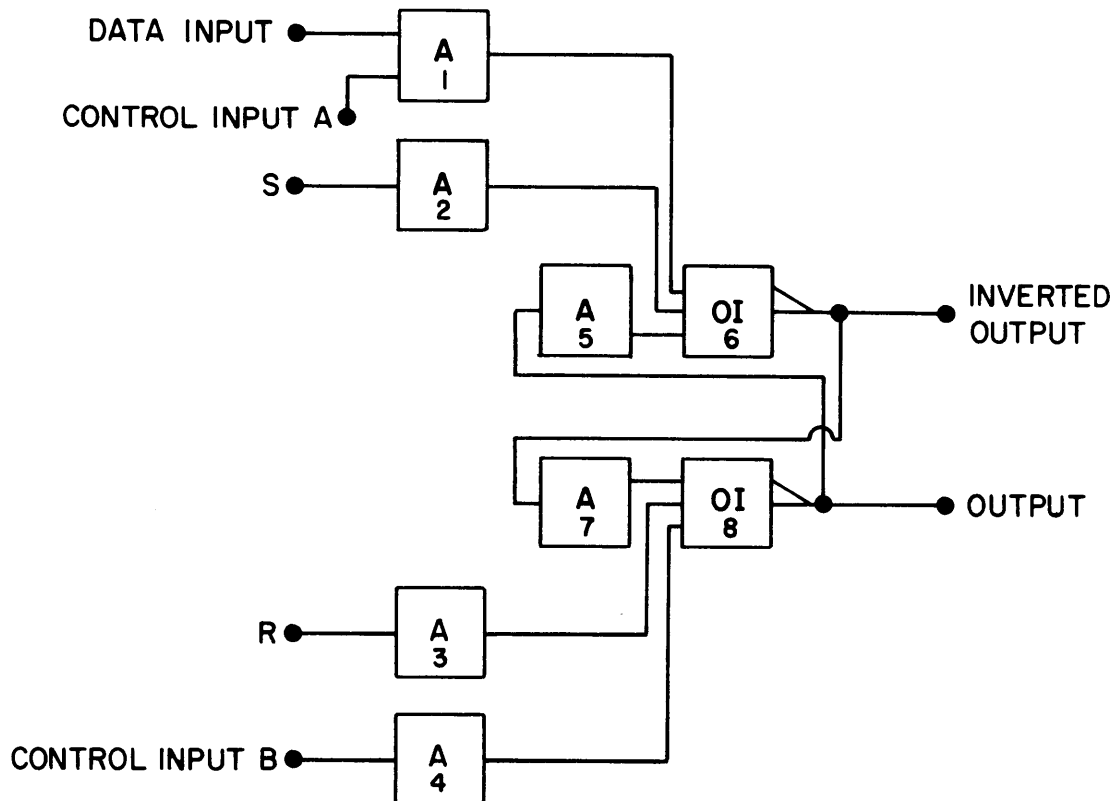 DATA INPUT
A
1
CONTROL INPUT A
S
A
2
A
5
OI
6
INVERTED
OUTPUT
A
7
OI
8
OUTPUT
R
A
3
CONTROL INPUT B
A
4